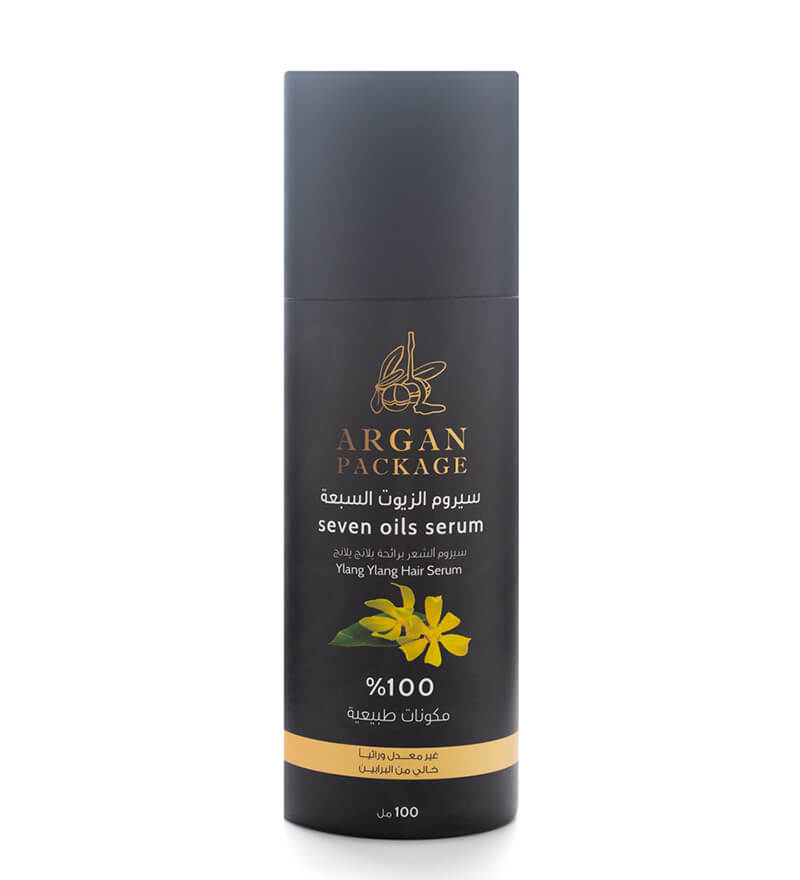 ARGAN
PACKAGE
سيروم الزيوت السبعة
seven oils serum
سيروم الشعر برائحة يلانج يلانج
Ylang Ylang Hair Serum
%100
مكونات طبيعية
غير معدل وراثياً
خالي من البرابين
100 مل